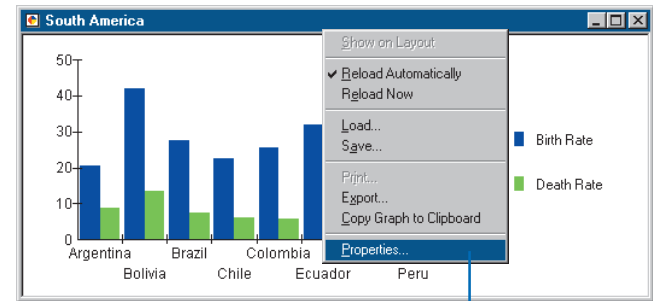 South America
50
40
30
20
10
0
Argentina Brazil Colombia
Bolivia Chile Ecuador Peru
Show on Layout
Reload Automatically
Reload Now
Load...
Save...
Print...
Export...
Copy Graph to Clipboard
Properties...
Birth Rate
Death Rate